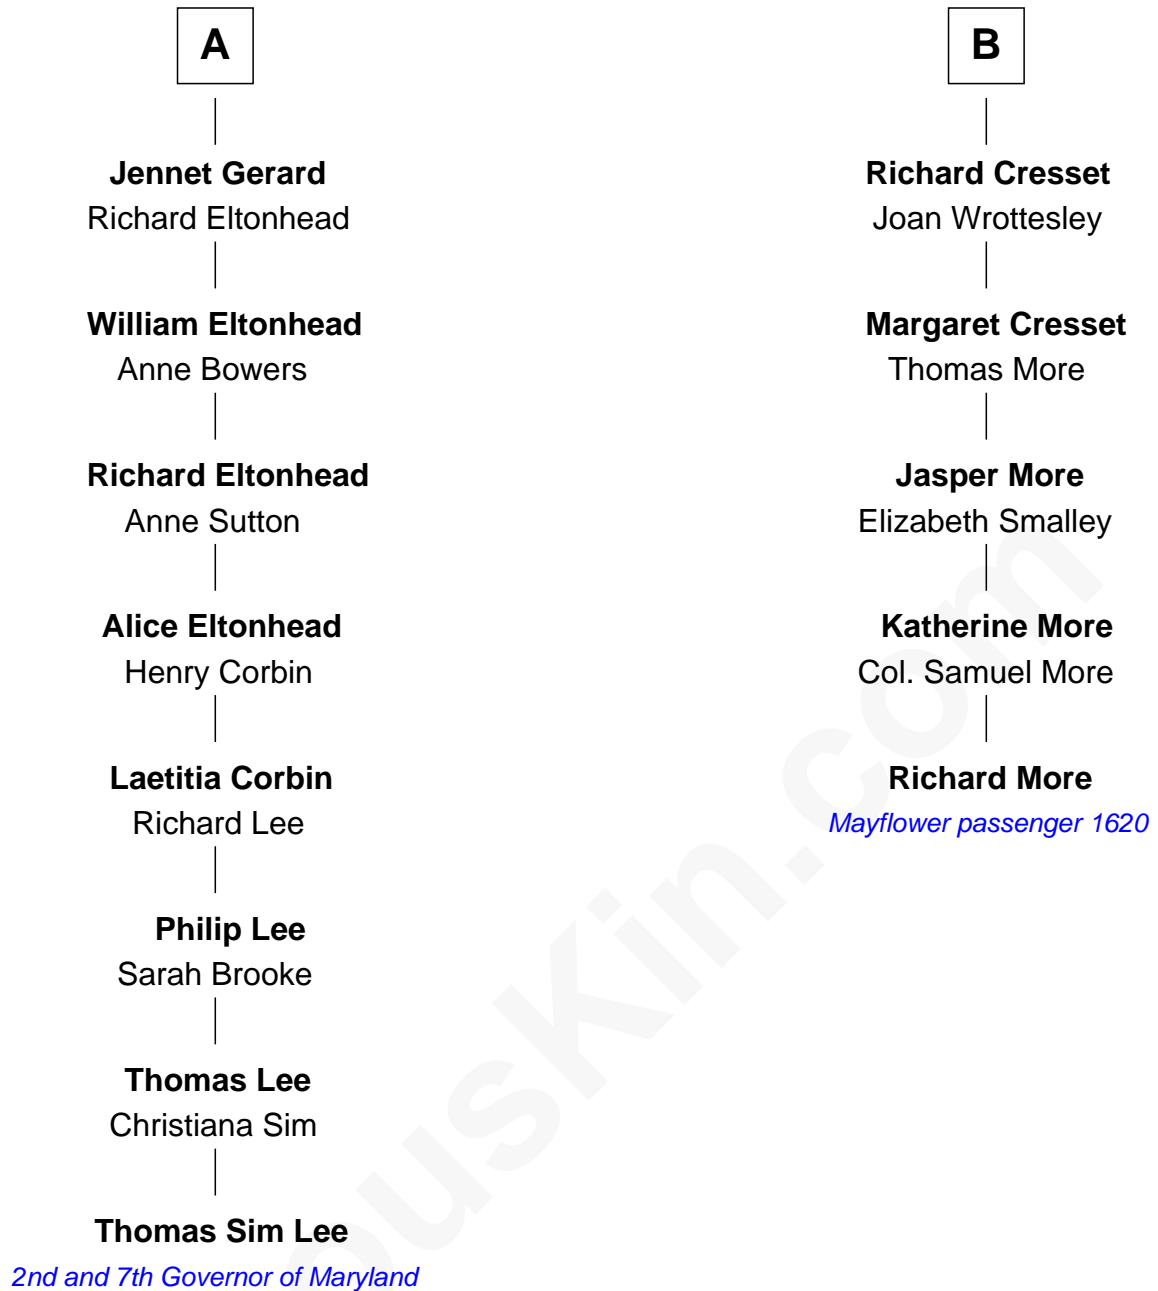 A
Jennet Gerard
Richard Eltonhead
William Eltonhead
Anne Bowers
Richard Eltonhead
Anne Sutton
Alice Eltonhead
Henry Corbin
Laetitia Corbin
Richard Lee
Philip Lee
Sarah Brooke
Thomas Lee
Christiana Sim
Thomas Sim Lee
2nd and 7th Governor of Maryland
B
Richard Cresset
Joan Wrottesley
Margaret Cresset
Thomas More
Jasper More
Elizabeth Smalley
Katherine More
Col. Samuel More
Richard More
Mayflower passenger 1620
ousKin.com